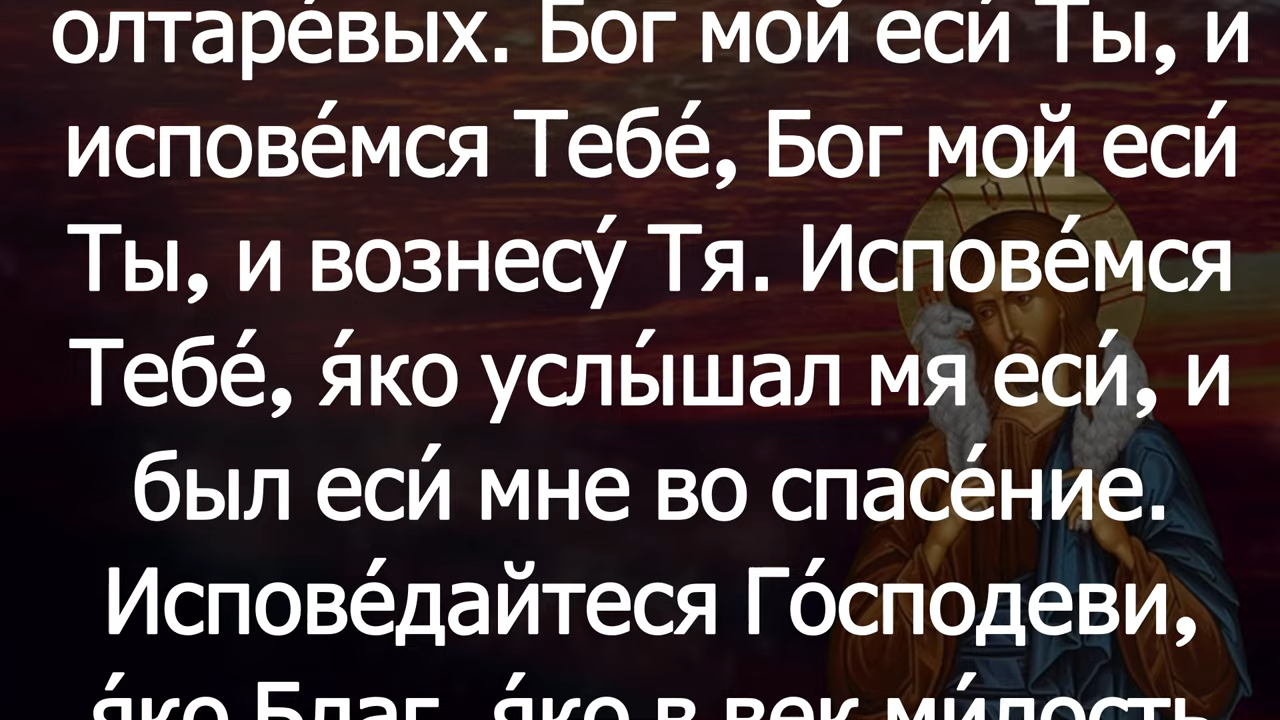 олтаре́вых. Бог мой еси́ Ты, и
испове́мся Тебе́, Бог мой еси́
Ты, и вознесу́ Тя. Испове́мся
Тебе́, я́ко услы́шал мя еси́, и
был еси́ мне во спасе́ние.
Испове́дайтеся Го́сподеви,
я́ко Благ, я́ко в век ми́лость